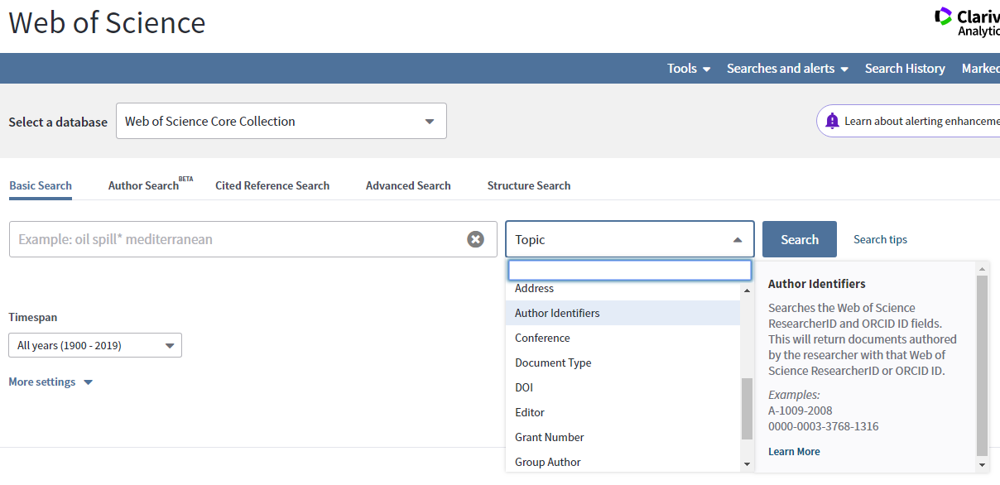 Web of Science
Clariv
Analytic
Tools
Searches and alerts
Search History
Marked
Select a database
Web of Science Core Collection
Learn about alerting enhanceme
Basic Search
Author Search BETA
Cited Reference Search
Advanced Search
Structure Search
Example: oil spill* mediterranean
Topic
Search
Search tips
Timespan
All years (1900 - 2019)
More settings
Address
Author Identifiers
Conference
Document Type
DOI
Editor
Grant Number
Group Author
Author Identifiers
Searches the Web of Science
ResearcherID and ORCID ID fields.
This will return documents authored
by the researcher with that Web of
Science ResearcherID or ORCID ID.
Examples:
A-1009-2008
0000-0003-3768-1316
Learn More